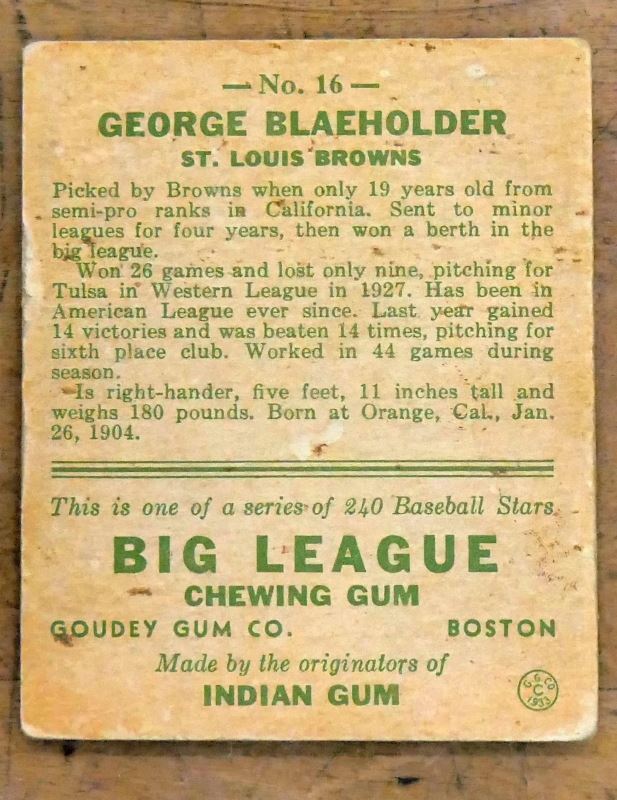 — No. 16 —
GEORGE BLAEHOLDER
ST. LOUIS BROWNS
Picked by Browns when only 19 years old from
semi-pro ranks in California. Sent to minor
leagues for four years, then won a berth in the
big league.
Won 26 games and lost only nine, pitching for
Tulsa in Western League in 1927. Has been in
American League ever since. Last year gained
14 victories and was beaten 14 times, pitching for
sixth place club. Worked in 44 games during
season.
Is right-hander, five feet, 11 inches tall and
weighs 180 pounds. Born at Orange, Cal., Jan.
26, 1904.
This is one of a series of 240 Baseball Stars
BIG LEAGUE
CHEWING GUM
GOUDEY GUM CO. BOSTON
Made by the originators of
INDIAN GUM
G. G. CO.
C
1933